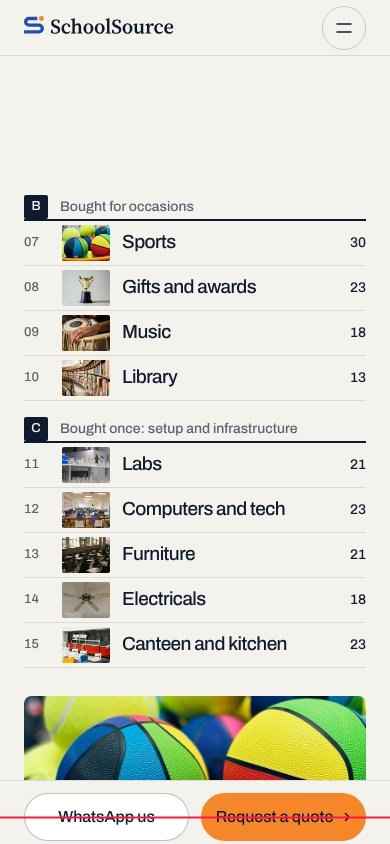 SchoolSource
B Bought for occasions
07 Sports 30
08 Gifts and awards 23
09 Music 18
10 Library 13
C Bought once: setup and infrastructure
11 Labs 21
12 Computers and tech 23
13 Furniture 21
14 Electricals 18
15 Canteen and kitchen 23
WhatsApp us Request a quote